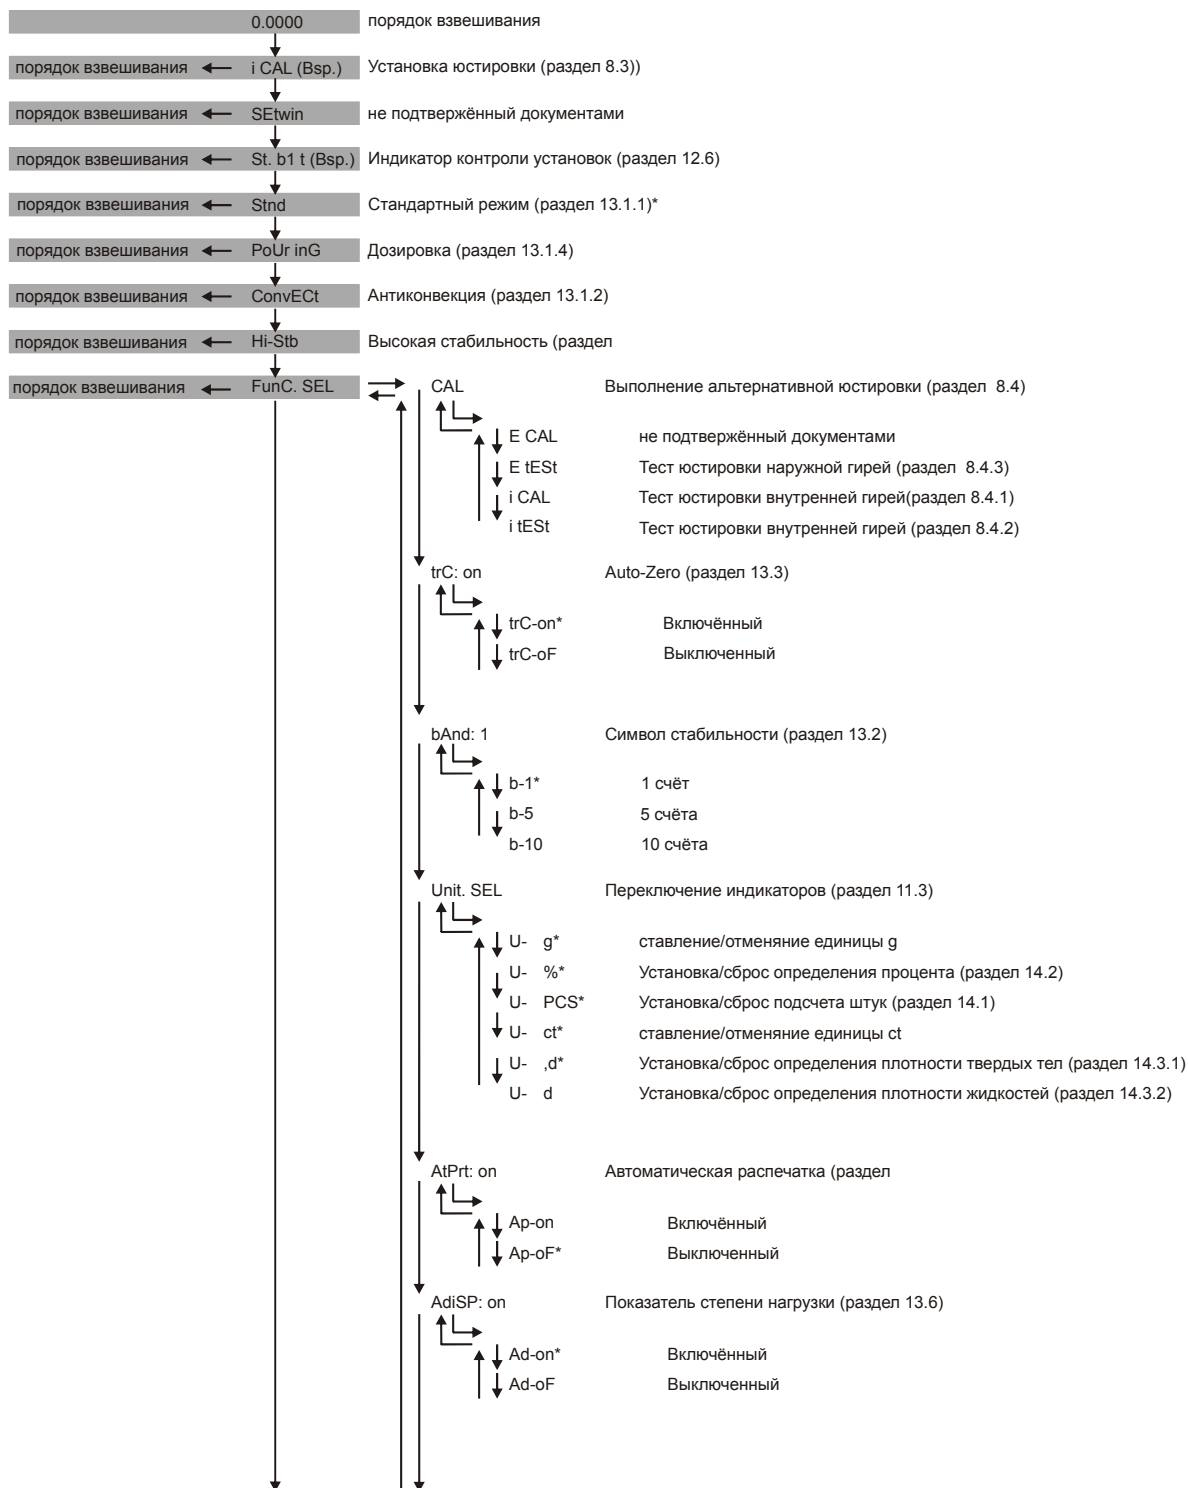 0.0000 порядок взвешивания
порядок взвешивания i CAL (Bsp.) Установка юстировки (раздел 8.3))
порядок взвешивания SEtwin не подтвержённый документами
порядок взвешивания St. b1 t (Bsp.) Индикатор контроли установок (раздел 12.6)
порядок взвешивания Stnd Стандартный режим (раздел 13.1.1)*
порядок взвешивания PoUr inG Дозировка (раздел 13.1.4)
порядок взвешивания ConvECt Антиконвекция (раздел 13.1.2)
порядок взвешивания Hi-Stb Высокая стабильность (раздел
порядок взвешивания FunC. SEL CAL Выполнение альтернативной юстировки (раздел 8.4)
E CAL не подтвержённый документами
E tESt Тест юстировки наружной гирей (раздел 8.4.3)
i CAL Тест юстировки внутренней гирей(раздел 8.4.1)
i tESt Тест юстировки внутренней гирей (раздел 8.4.2)
trC: on Auto-Zero (раздел 13.3)
trC-on* Включённый
trC-oF Выключенный
bAnd: 1 Символ стабильности (раздел 13.2)
b-1* 1 счёт
b-5 5 счёта
b-10 10 счёта
Unit. SEL Переключение индикаторов (раздел 11.3)
U- g* ставление/отменяние единицы g
U- %* Установка/сброс определения процента (раздел 14.2)
U- PCS* Установка/сброс подсчета штук (раздел 14.1)
U- ct* ставление/отменяние единицы ct
U- ,d* Установка/сброс определения плотности твердых тел (раздел 14.3.1)
U- d Установка/сброс определения плотности жидкостей (раздел 14.3.2)
AtPrt: on Автоматическая распечатка (раздел
Ap-on Включённый
Ap-oF* Выключенный
AdiSP: on Показатель степени нагрузки (раздел 13.6)
Ad-on* Включённый
Ad-oF Выключенный